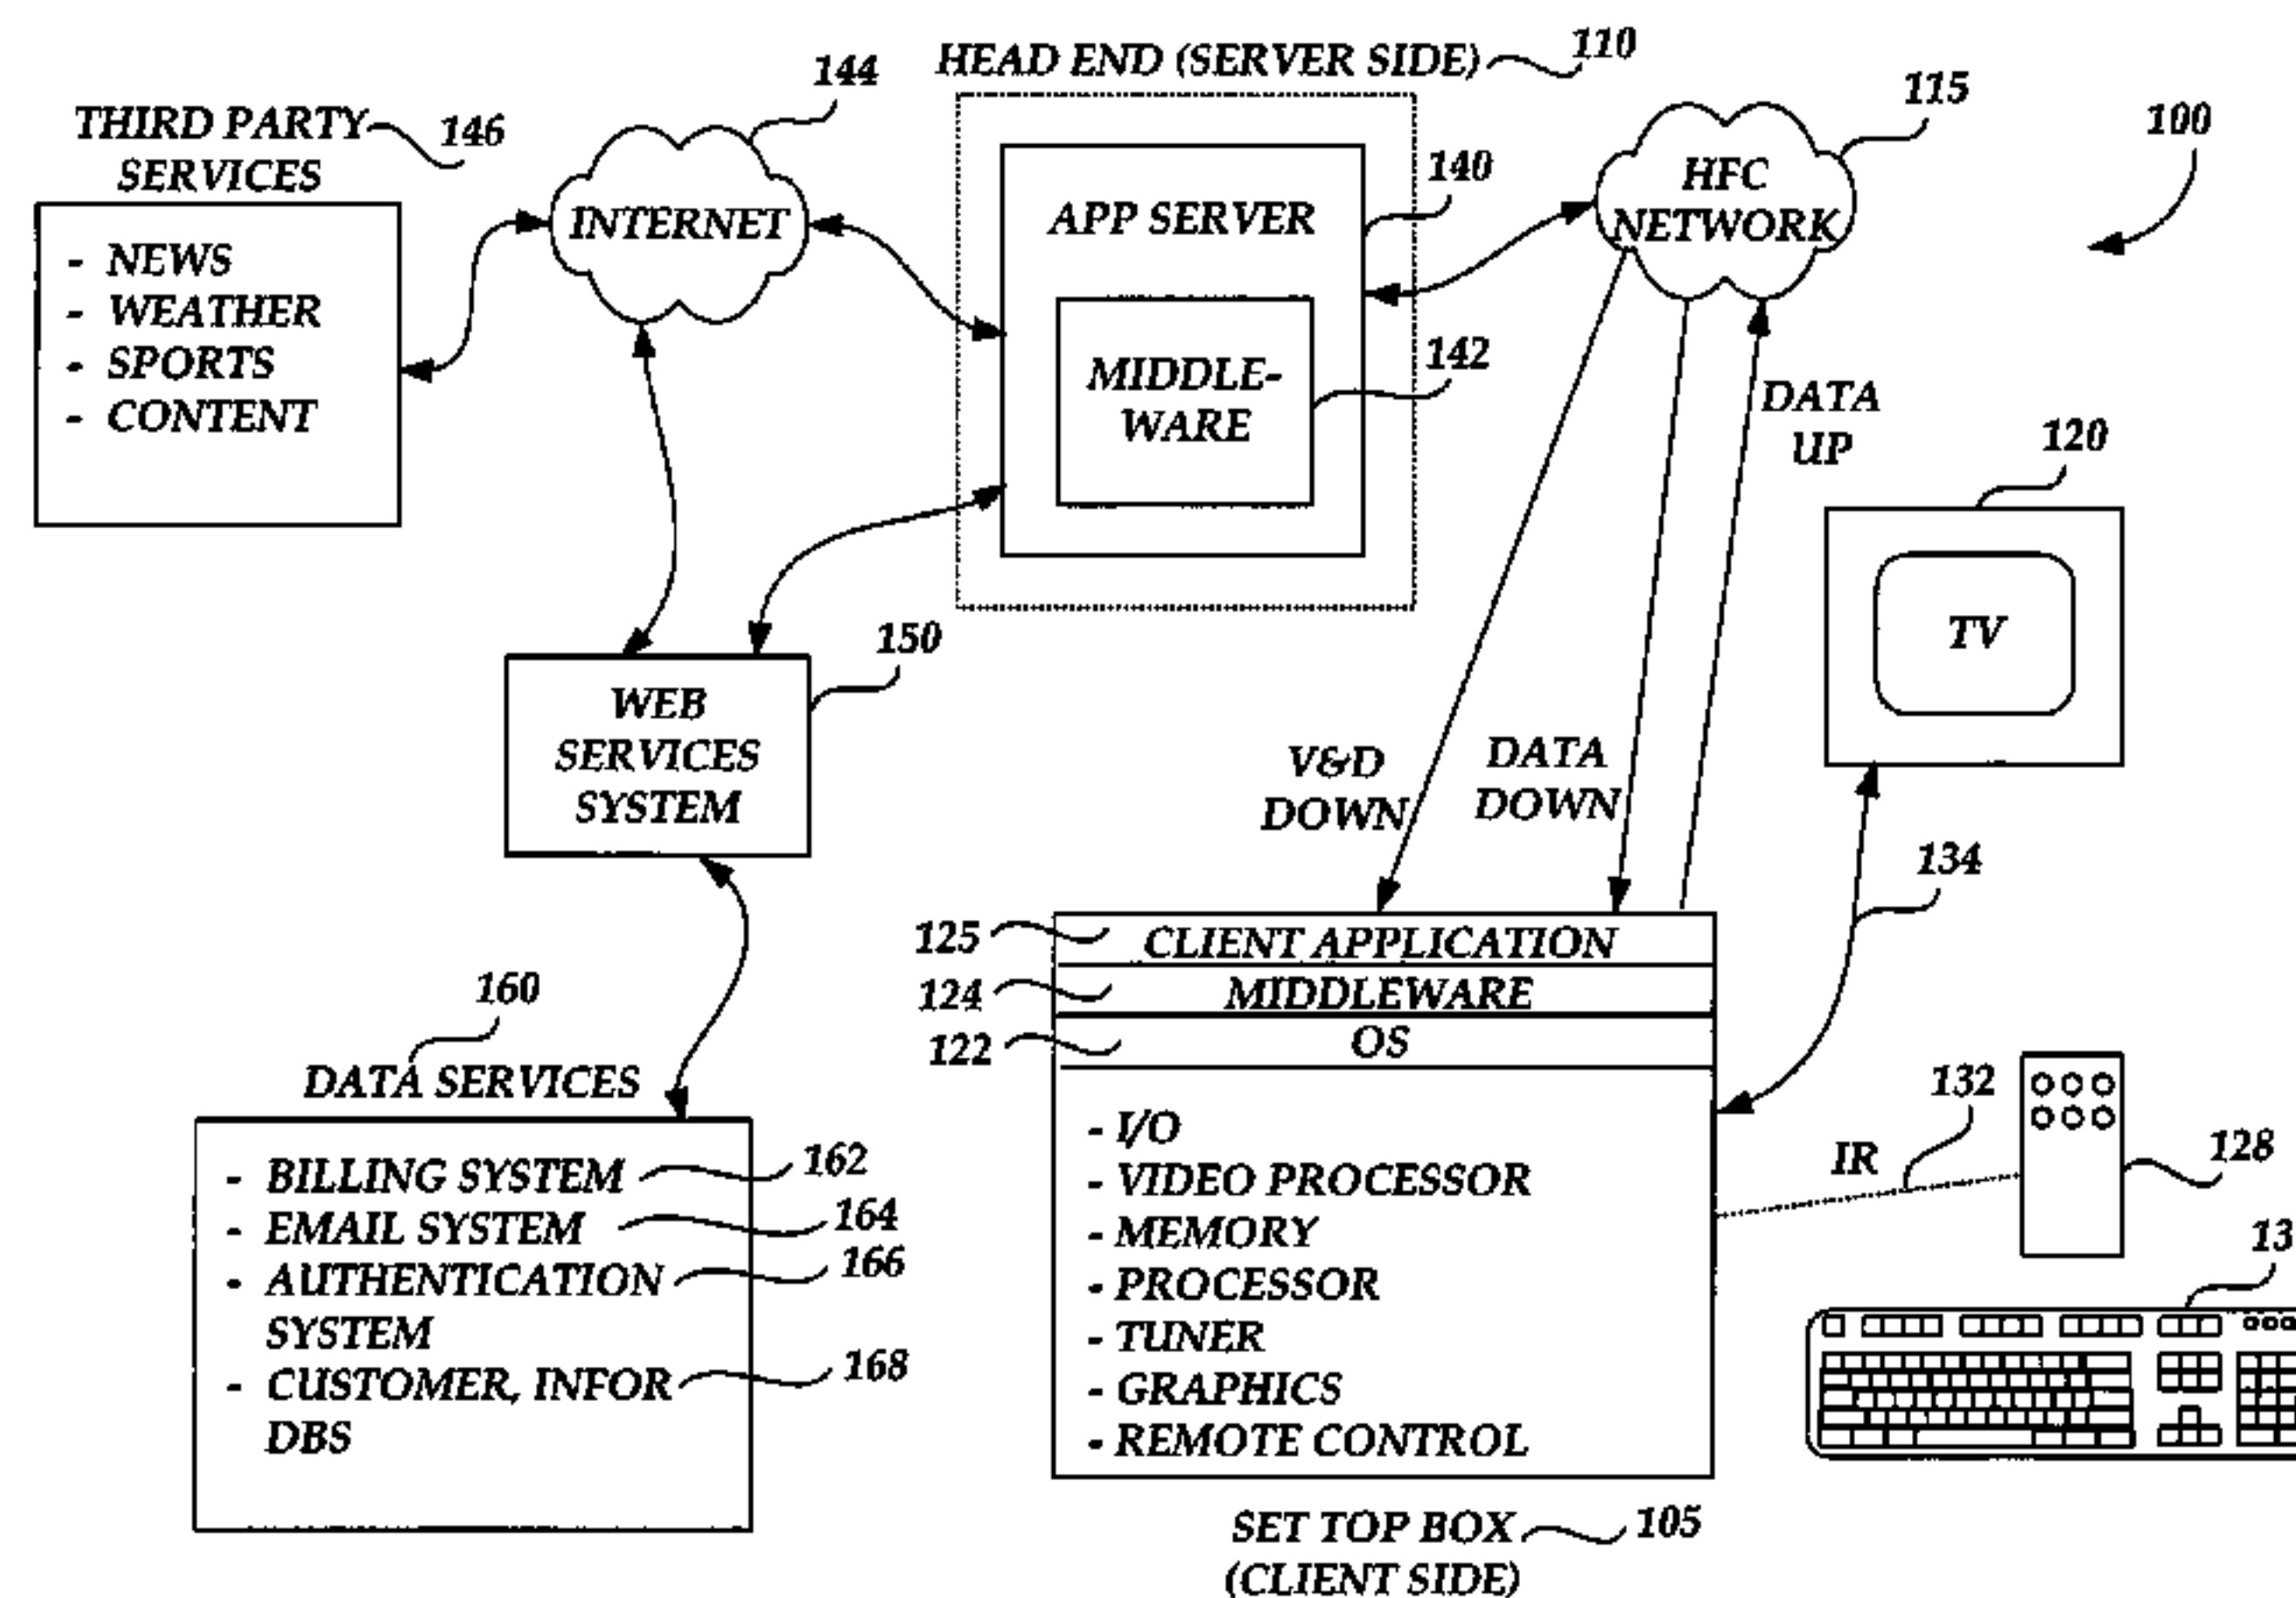 HEAD END (SERVER SIDE) 110
144
115
THIRD PARTY 146
SERVICES
100
- NEWS
- WEATHER
- SPORTS
- CONTENT
INTERNET
APP SERVER
140
MIDDLE-
WARE
142
HFC
NETWORK
DATA
UP
120
TV
150
WEB
SERVICES
SYSTEM
V&D
DOWN
DATA
DOWN
134
125 CLIENT APPLICATION
124 MIDDLEWARE
122 OS
- I/O
- VIDEO PROCESSOR
- MEMORY
- PROCESSOR
- TUNER
- GRAPHICS
- REMOTE CONTROL
SET TOP BOX 105
(CLIENT SIDE)
160
DATA SERVICES
- BILLING SYSTEM 162
- EMAIL SYSTEM 164
- AUTHENTICATION 166
SYSTEM
- CUSTOMER, INFOR 168
DBS
132
IR
128